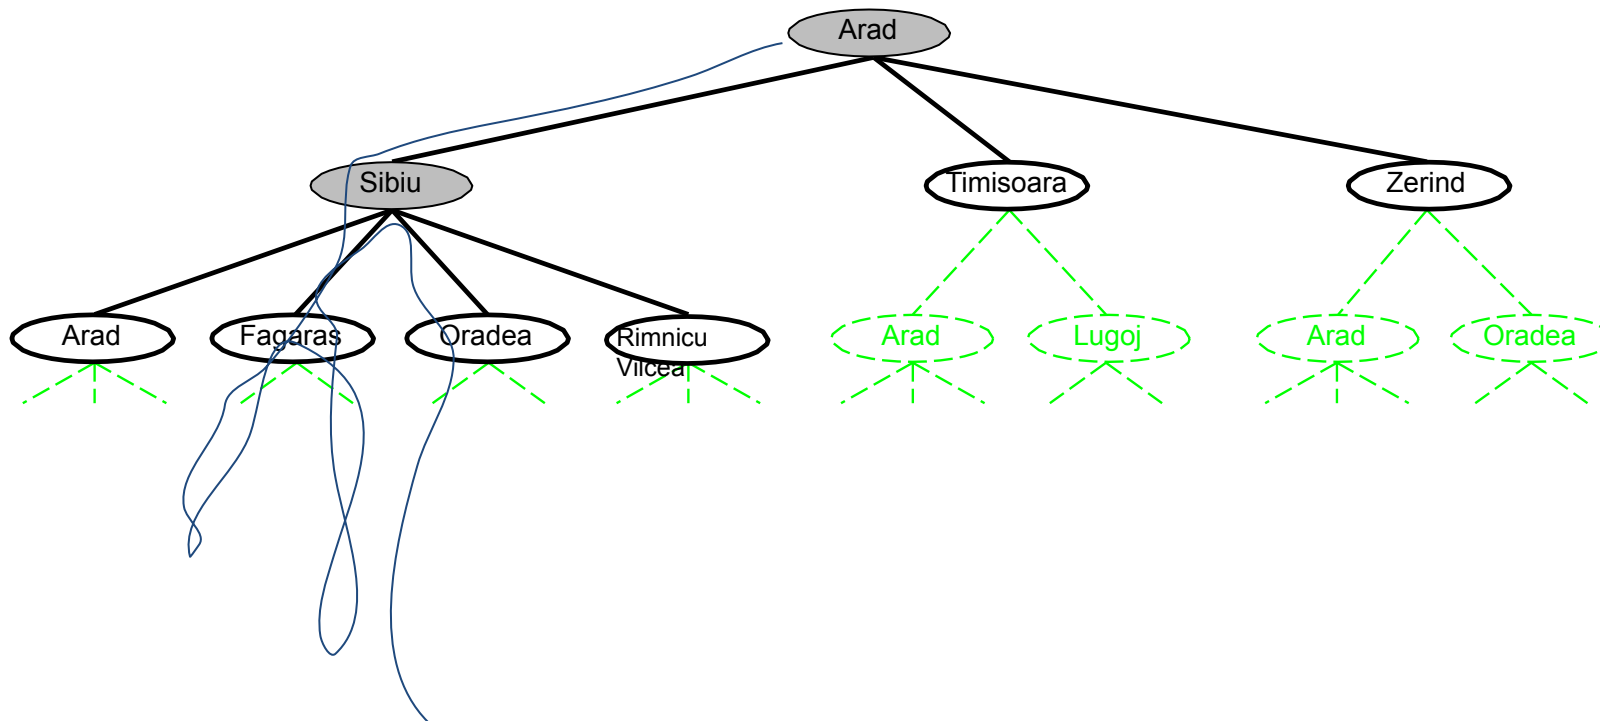 Arad
Sibiu
Timisoara
Zerind
Arad
Fagaras
Oradea
Rimnicu
Vilcea
Arad
Lugoj
Arad
Oradea